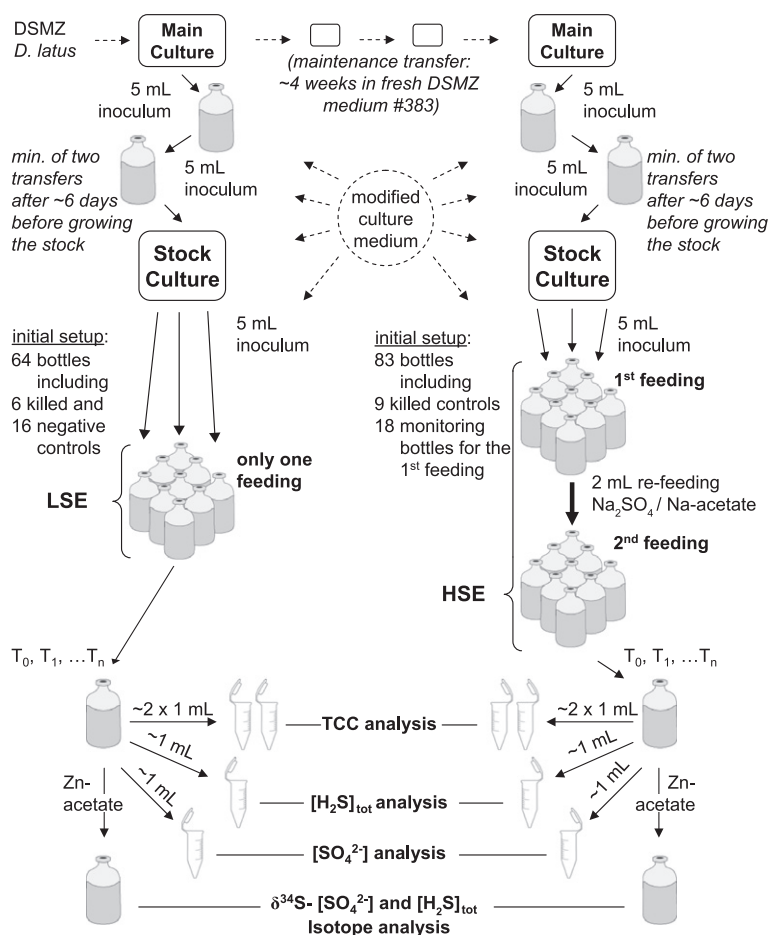 DSMZ
D. latus
Main
Culture
(maintenance transfer:
~4 weeks in fresh DSMZ
medium #383)
Main
Culture
5 mL
inoculum
5 mL
inoculum
min. of two
transfers
after ~6 days
before growing
the stock
5 mL
inoculum
modified
culture
medium
5 mL
inoculum
min. of two
transfers
after ~6 days
before growing
the stock
Stock
Culture
Stock
Culture
initial setup:
64 bottles
including
6 killed and
16 negative
controls
5 mL
inoculum
initial setup:
83 bottles
including
9 killed controls
18 monitoring
bottles for the
1st feeding
5 mL
inoculum
1st feeding
only one
feeding
LSE
2 mL re-feeding
Na2SO4 / Na-acetate
2nd feeding
HSE
T0, T1, ...Tn
T0, T1, ...Tn
~2 x 1 mL
TCC analysis
~2 x 1 mL
~1 mL
~1 mL
Zn-
acetate
~1 mL
[H2S]tot analysis
~1 mL
Zn-
acetate
[SO42-] analysis
δ34S- [SO42-] and [H2S]tot
Isotope analysis